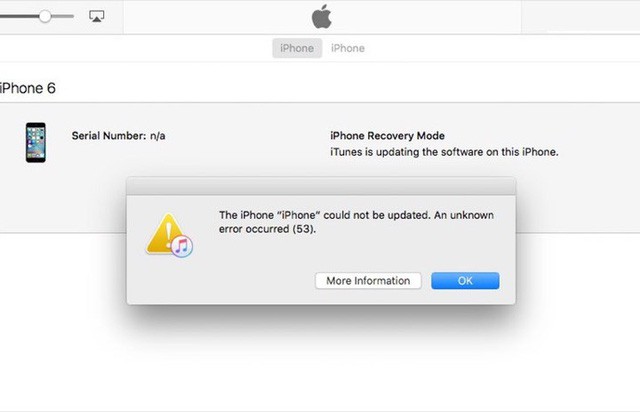 iPhone iPhone
iPhone 6
Serial Number: n/a
iPhone Recovery Mode
iTunes is updating the software on this iPhone.
The iPhone “iPhone” could not be updated. An unknown
error occurred (53).
More Information OK